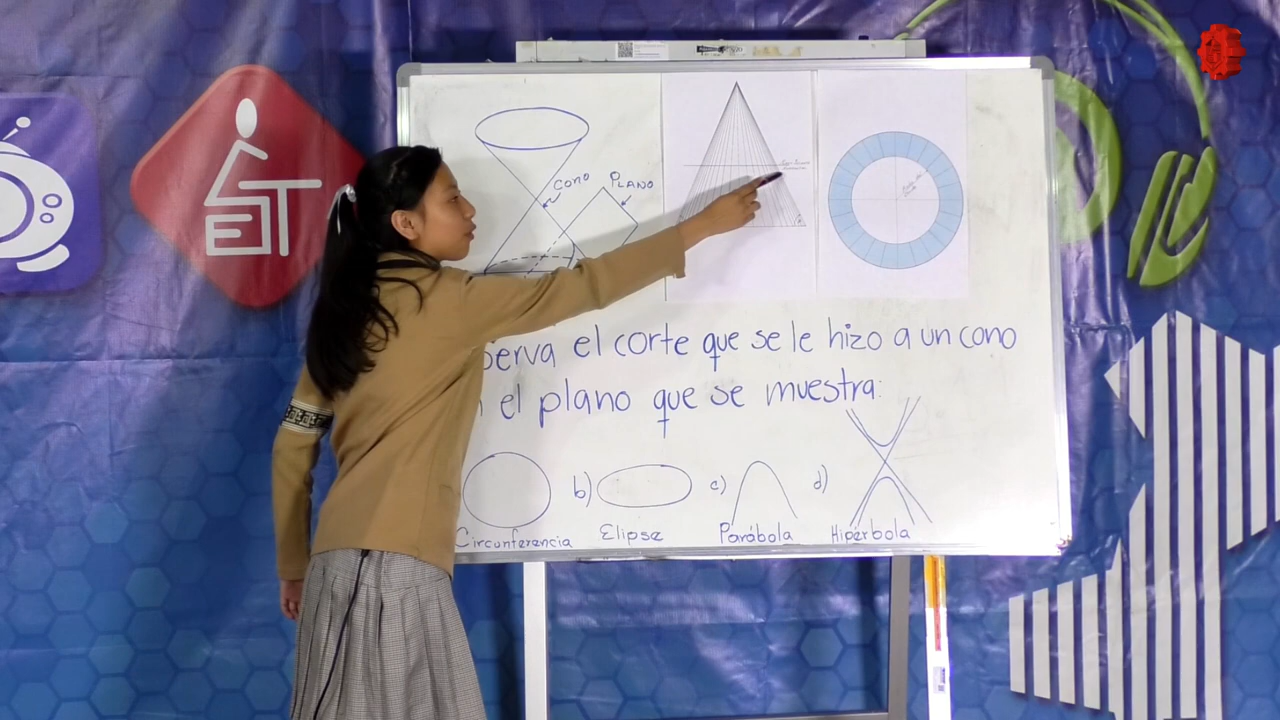 CONO
PLANO
serva el corte que se le hizo a un cono
el plano que se muestra:
b) c) d)
Circunferencia Elipse Parábola Hipérbola